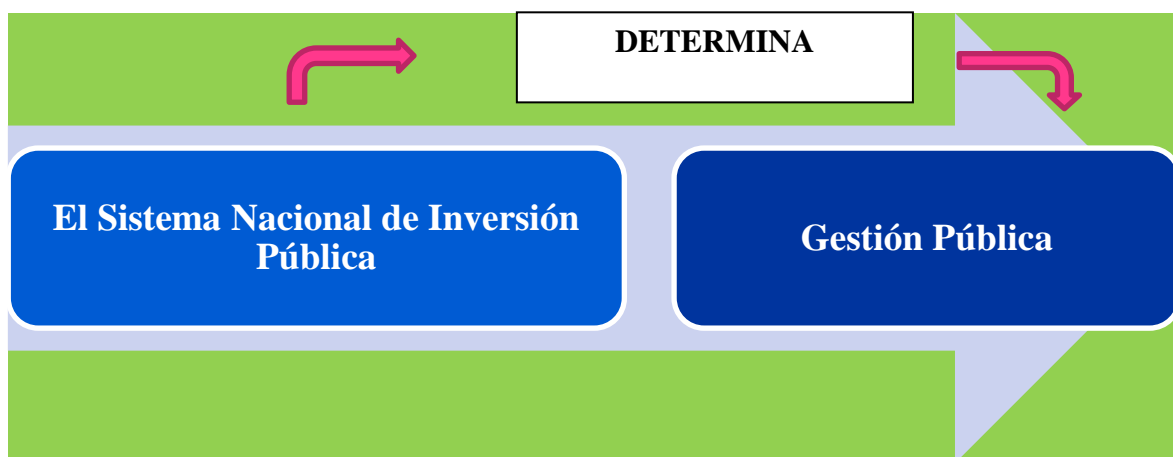 DETERMINA
El Sistema Nacional de Inversión
Pública
Gestión Pública